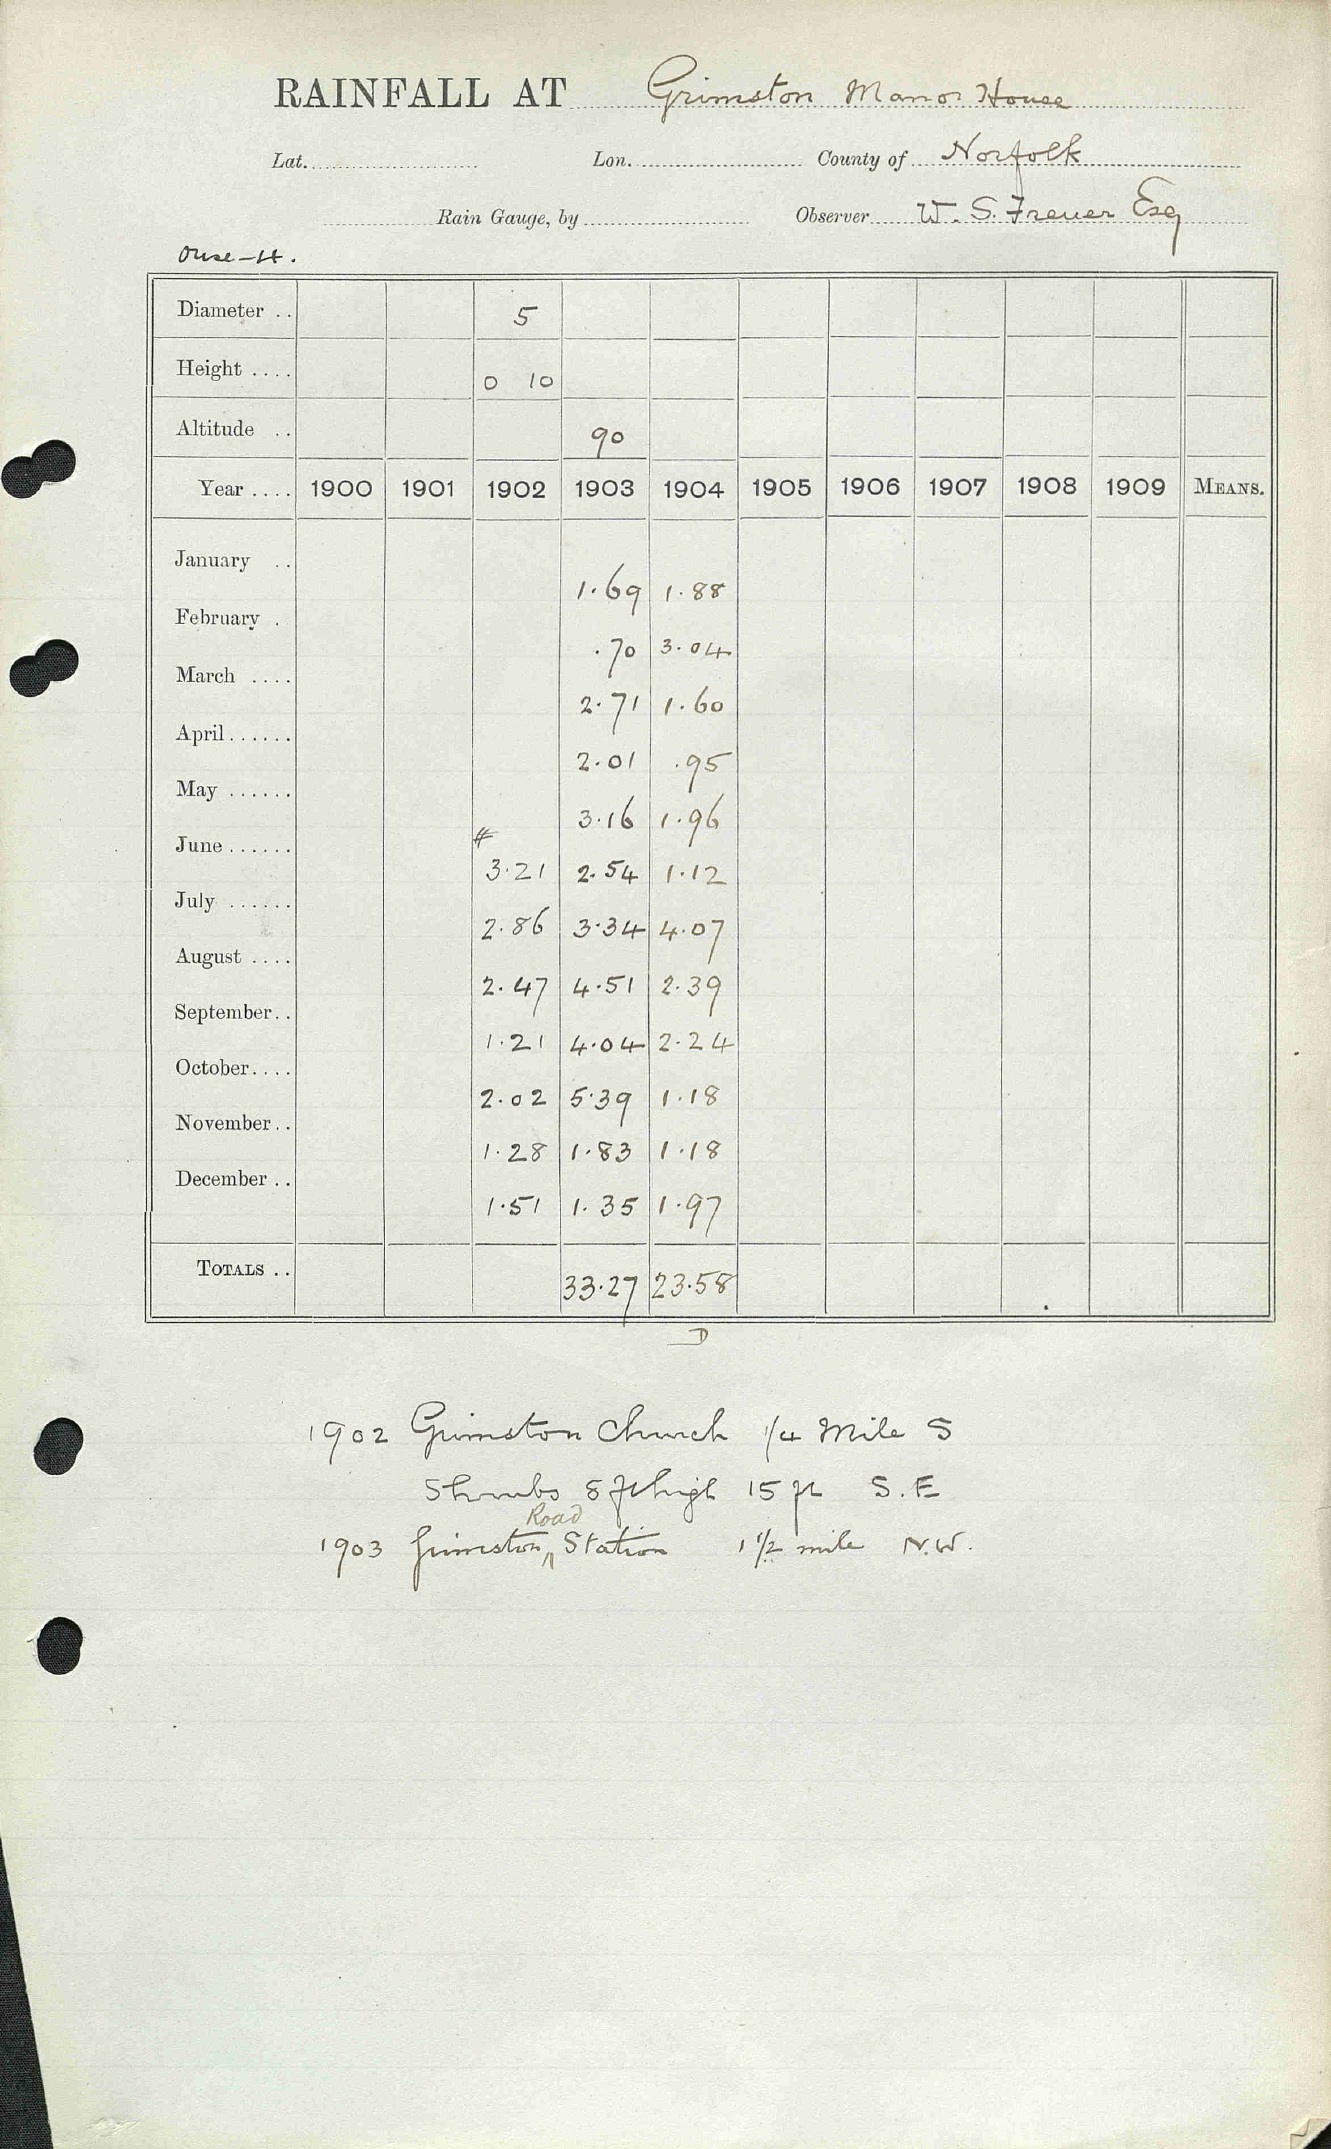 RAINFALL AT Grimston Manor House
Lat. Lon. County of Norfolk
Rain Gauge, by Observer W. S. Freuer Esq
Ouse - H.
Diameter .. 5
Height .... 0 10
Altitude .. 90
Year .... 1900 1901 1902 1903 1904 1905 1906 1907 1908 1909 MEANS.
January .. 1.69 1.88
February . .70 3.04
March .... 2.71 1.60
April ...... 2.01 .95
May ...... 3.16 1.96
June ...... # 3.21 2.54 1.12
July ...... 2.86 3.34 4.07
August .... 2.47 4.51 2.39
September .. 1.21 4.04 2.24
October .... 2.02 5.39 1.18
November .. 1.28 1.83 1.18
December .. 1.51 1.35 1.97
TOTALS .. 33.27 23.58
D
1902 Grimston Church 1/4 Mile S
Shrubs 8 ft high 15 ft S.E
1903 Grimston Road Station 1 1/2 mile N.W.